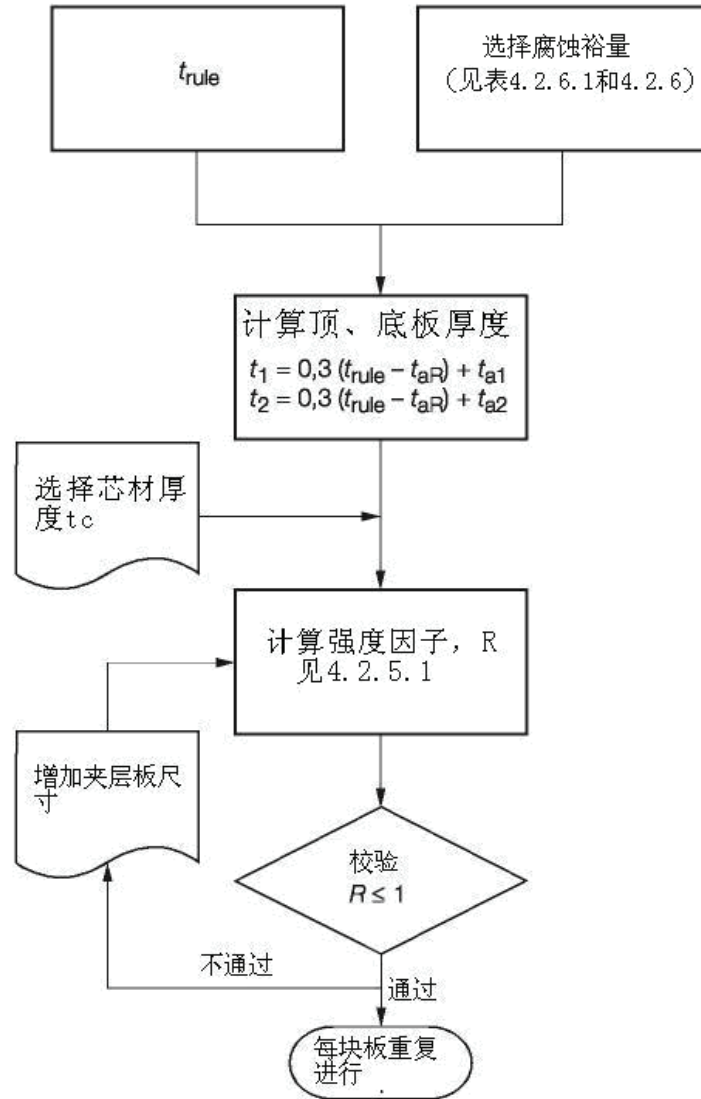 t_rule
选择腐蚀裕量
(见表4.2.6.1和4.2.6)
计算顶、底板厚度
t₁ = 0,3 (t_rule – t_aR) + t_a1
t₂ = 0,3 (t_rule – t_aR) + t_a2
选择芯材厚
度tc
计算强度因子，R
见4.2.5.1
增加夹层板尺
寸
校验
R ≤ 1
不通过
通过
每块板重复
进行